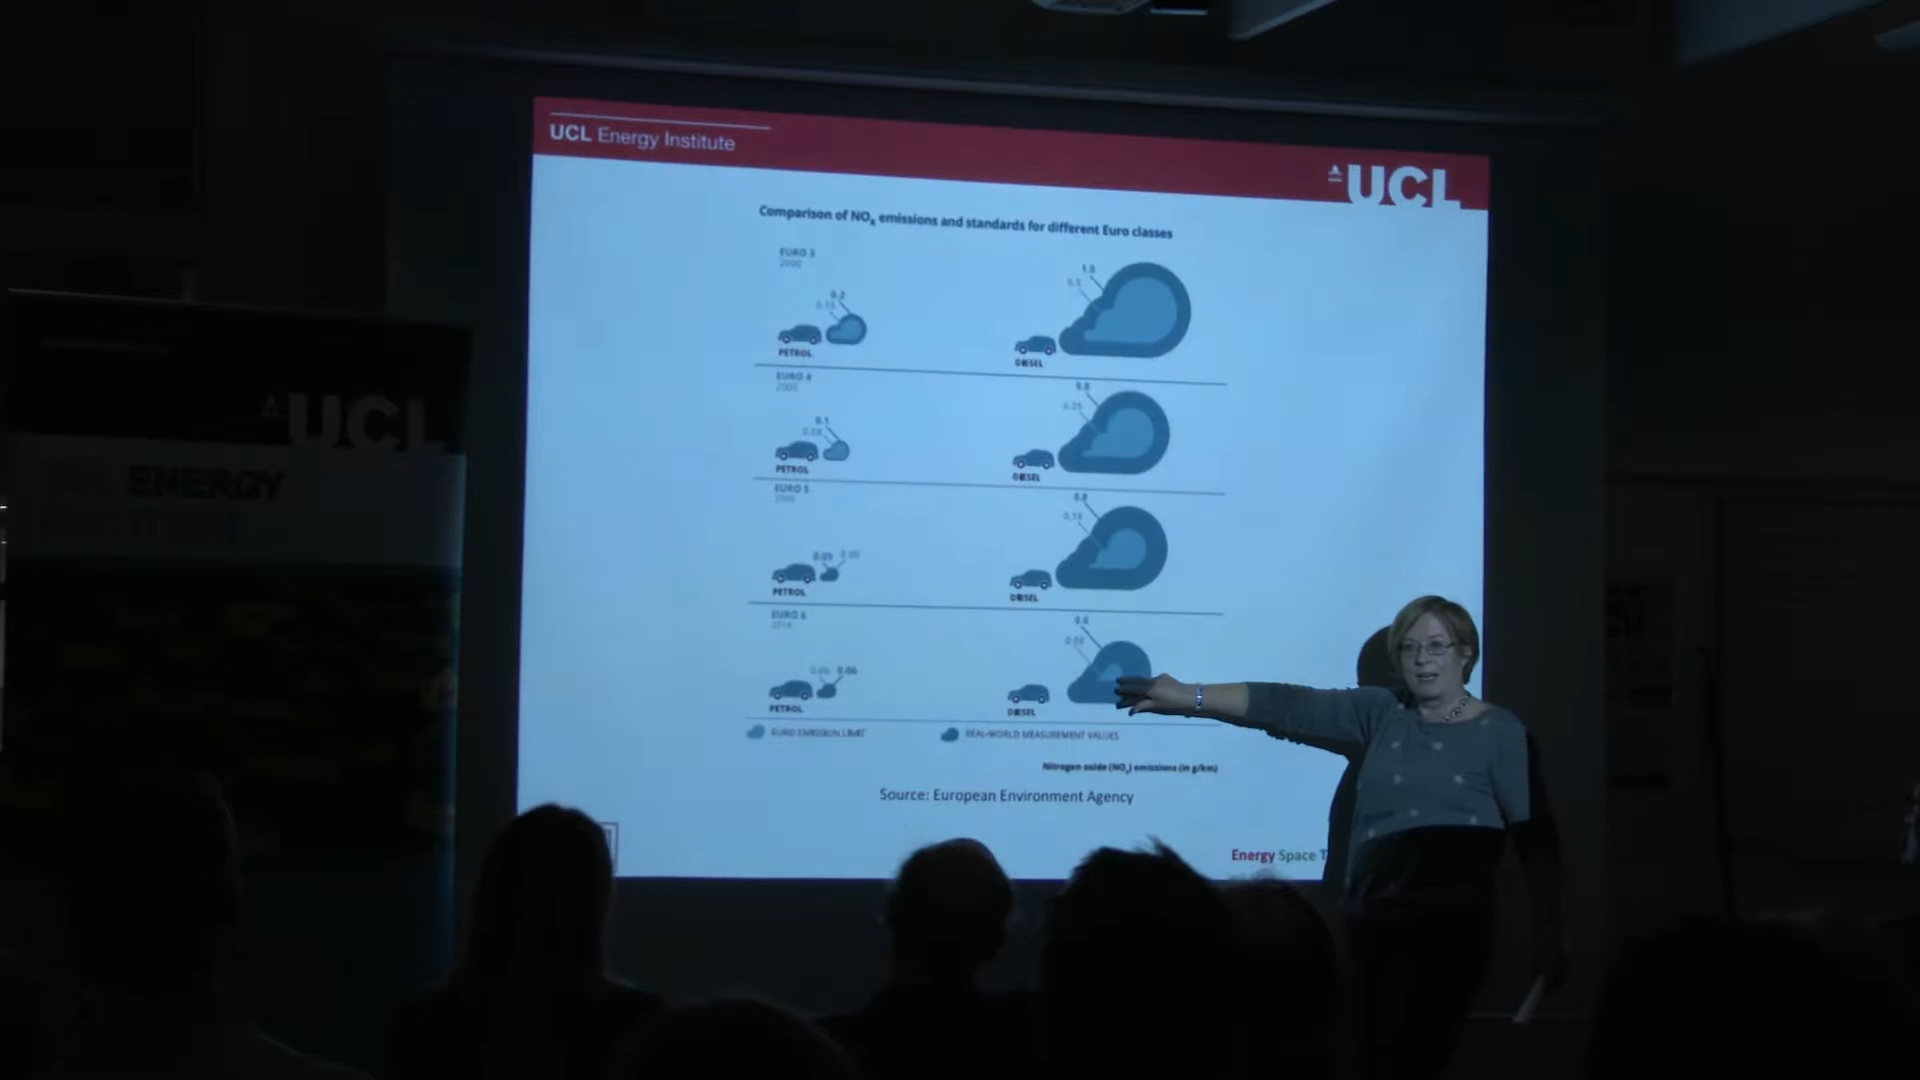 UCL Energy Institute
UCL
Comparison of NOx emissions and standards for different Euro classes
EURO 3
2000
0.2
0.15
PETROL
1.0
0.5
DIESEL
EURO 4
2005
0.1
0.08
PETROL
0.8
0.25
DIESEL
EURO 5
0.05
PETROL
0.8
0.18
DIESEL
EURO 6
2014
0.06
0.06
PETROL
0.6
0.08
DIESEL
EURO EMISSION LIMIT
REAL-WORLD MEASUREMENT VALUES
Nitrogen oxide (NOx) emissions (in g/km)
Source: European Environment Agency
Energy Space T
UCL
ENERGY
INSTITUTE